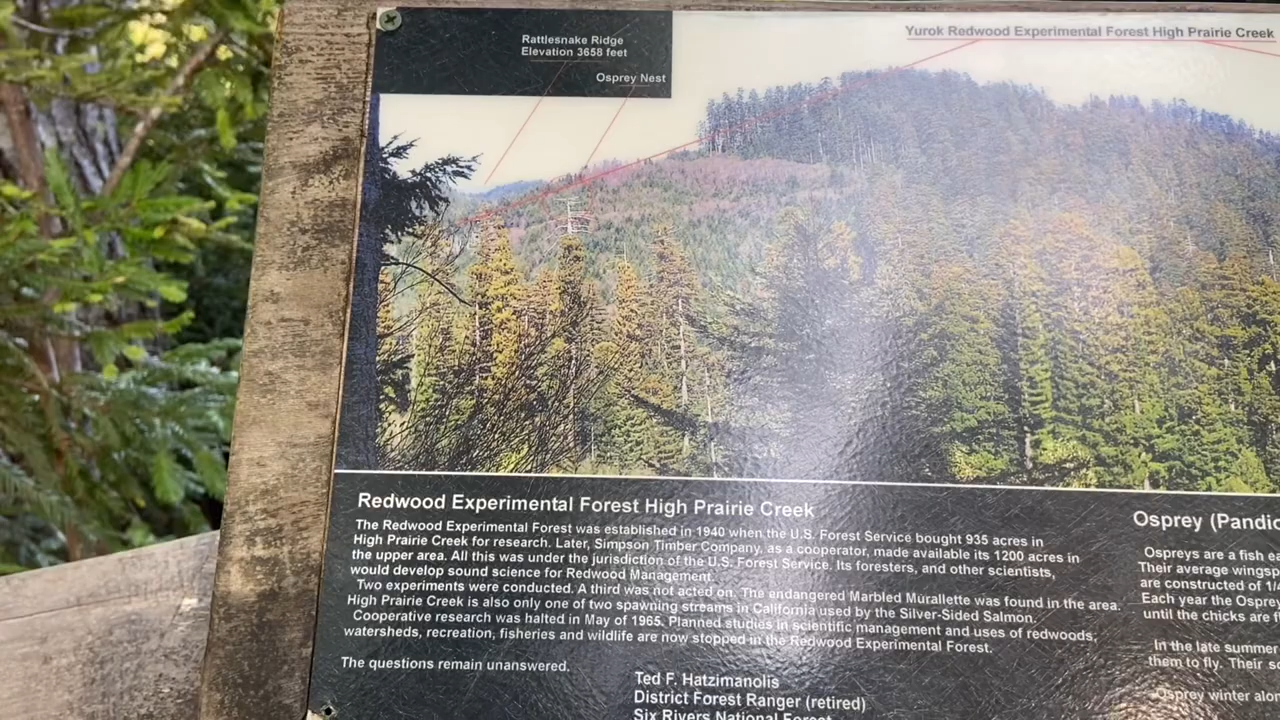 Rattlesnake Ridge
Elevation 3658 feet
Osprey Nest
Yurok Redwood Experimental Forest High Prairie Creek
Redwood Experimental Forest High Prairie Creek
The Redwood Experimental Forest was established in 1940 when the U.S. Forest Service bought 935 acres in
High Prairie Creek for research. Later, Simpson Timber Company, as a cooperator, made available its 1200 acres in
the upper area. All this was under the jurisdiction of the U.S. Forest Service. Its foresters, and other scientists,
would develop sound science for Redwood Management.
Two experiments were conducted. A third was not acted on. The endangered Marbled Murallette was found in the area.
High Prairie Creek is also only one of two spawning streams in California used by the Silver-Sided Salmon.
Cooperative research was halted in May of 1965. Planned studies in scientific management and uses of redwoods,
watersheds, recreation, fisheries and wildlife are now stopped in the Redwood Experimental Forest.
The questions remain unanswered.
Ted F. Hatzimanolis
District Forest Ranger (retired)
Six Rivers National Forest
Osprey (Pandic
Ospreys are a fish ea
Their average wingsp
are constructed of 1/
Each year the Osprey
until the chicks are f
In the late summer
them to fly. Their so
Osprey winter alon